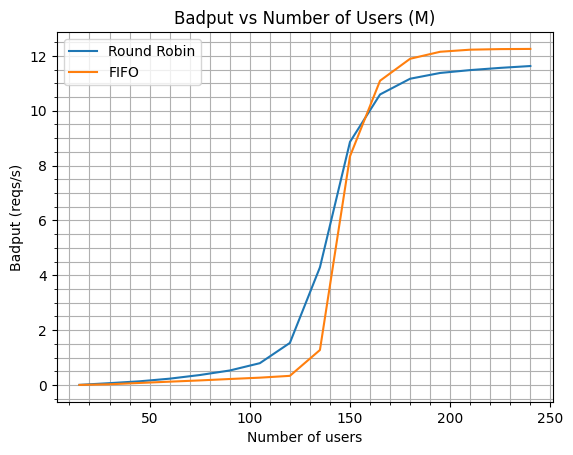 Badput vs Number of Users (M)
Round Robin
FIFO
Badput (reqs/s)
12
10
8
6
4
2
0
50
100
150
200
250
Number of users